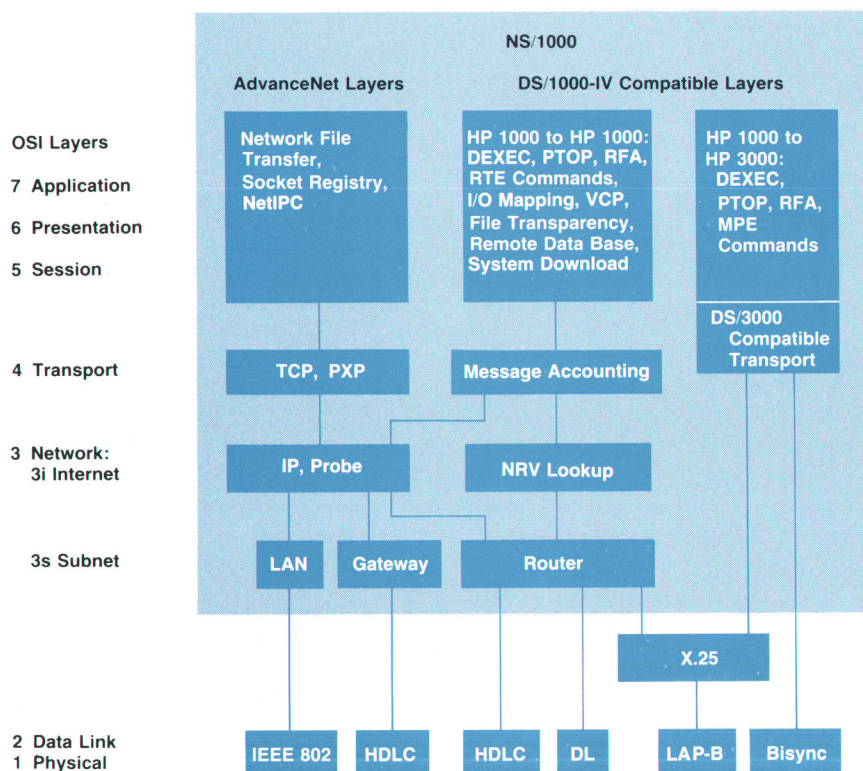 NS/1000
AdvanceNet Layers
DS/1000-IV Compatible Layers
OSI Layers
7 Application
6 Presentation
5 Session
Network File
Transfer,
Socket Registry,
NetIPC
HP 1000 to HP 1000:
DEXEC, PTOP, RFA,
RTE Commands,
I/O Mapping, VCP,
File Transparency,
Remote Data Base,
System Download
HP 1000 to
HP 3000:
DEXEC,
PTOP, RFA,
MPE
Commands
DS/3000
Compatible
Transport
4 Transport
TCP, PXP
Message Accounting
3 Network:
3i Internet
IP, Probe
NRV Lookup
3s Subnet
LAN
Gateway
Router
X.25
2 Data Link
1 Physical
IEEE 802
HDLC
HDLC
DL
LAP-B
Bisync